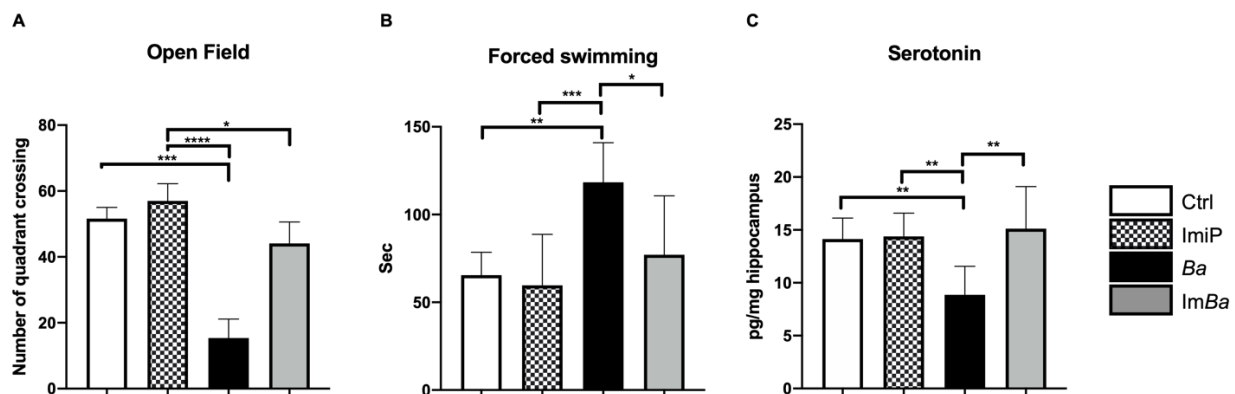 A
Open Field
Number of quadrant crossing
80
60
40
20
0
***
****
*
B
Forced swimming
Sec
150
100
50
0
**
***
*
C
Serotonin
pg/mg hippocampus
25
20
15
10
5
0
**
**
**
Ctrl
ImiP
Ba
ImBa